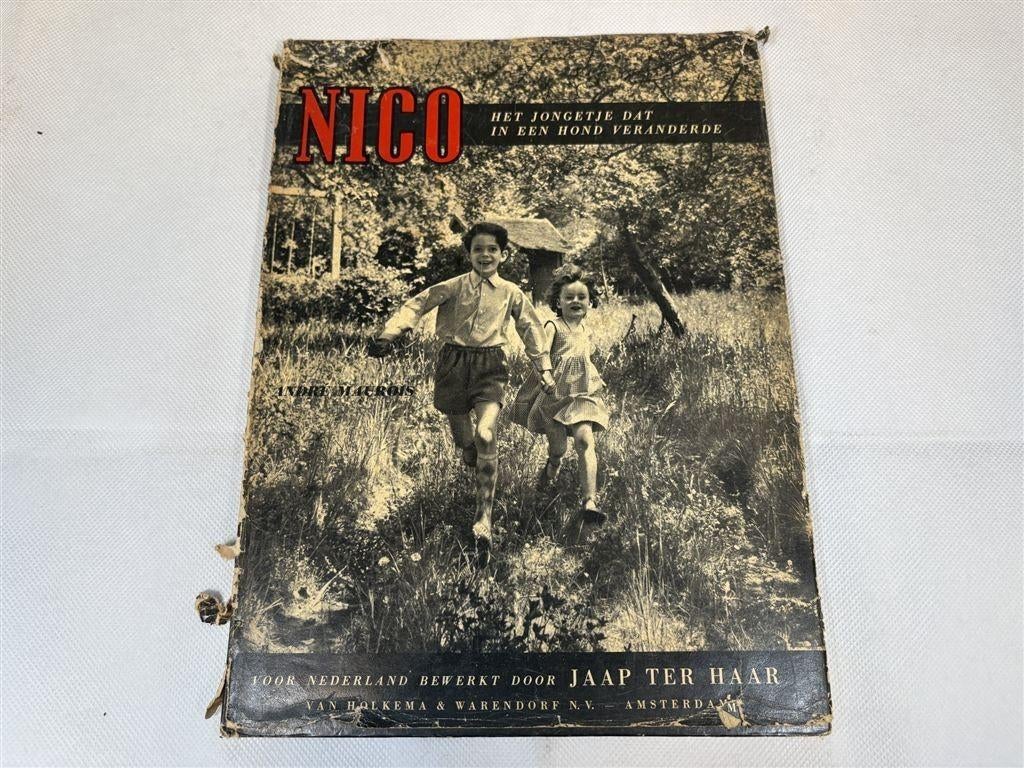 NICO
HET JONGETJE DAT
IN EEN HOND VERANDERDE
ANDRÉ MAUROIS
VOOR NEDERLAND BEWERKT DOOR JAAP TER HAAR
VAN HOLKEMA & WARENDORF N.V. — AMSTERDAM